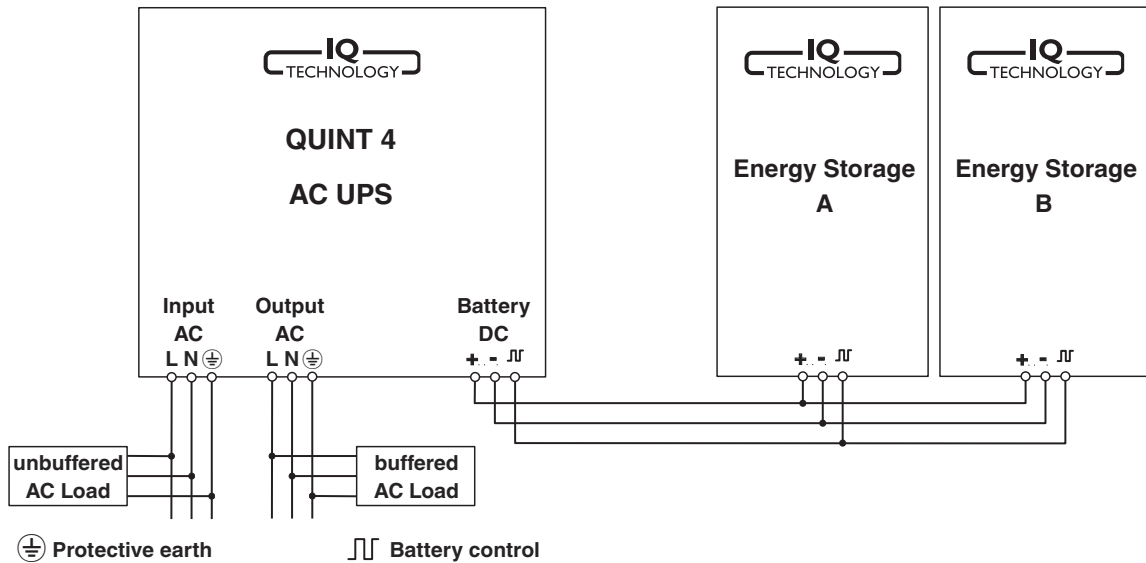 IQ
TECHNOLOGY
QUINT 4
AC UPS
Input
AC
L N
Output
AC
L N
Battery
DC
+ -
IQ
TECHNOLOGY
Energy Storage
A
+ -
IQ
TECHNOLOGY
Energy Storage
B
+ -
unbuffered
AC Load
buffered
AC Load
Protective earth
Battery control